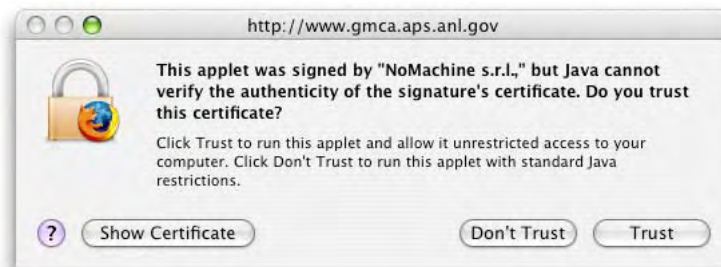 http://www.gmca.aps.anl.gov
This applet was signed by "NoMachine s.r.l.," but Java cannot
verify the authenticity of the signature's certificate. Do you trust
this certificate?
Click Trust to run this applet and allow it unrestricted access to your
computer. Click Don't Trust to run this applet with standard Java
restrictions.
? Show Certificate Don't Trust Trust